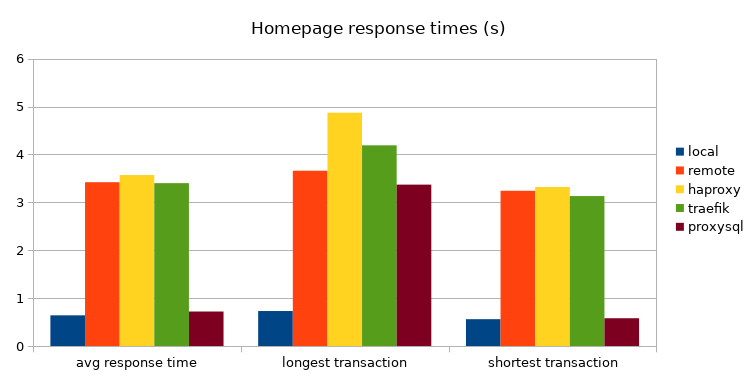 Homepage response times (s)
6
5
4
3
2
1
0
avg response time
longest transaction
shortest transaction
local
remote
haproxy
traefik
proxysql